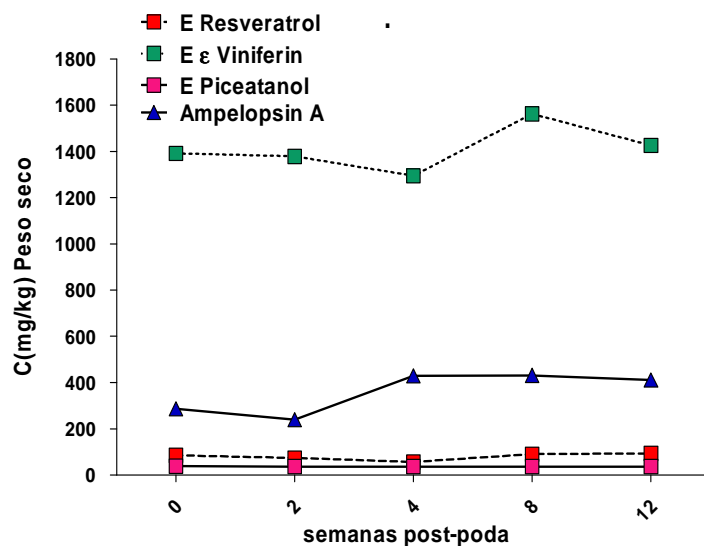 E Resveratrol
E ε Viniferin
E Piceatanol
Ampelopsin A
1800
1600
1400
1200
1000
800
600
400
200
0
C(mg/kg) Peso seco
0 2 4 8 12
semanas post-poda